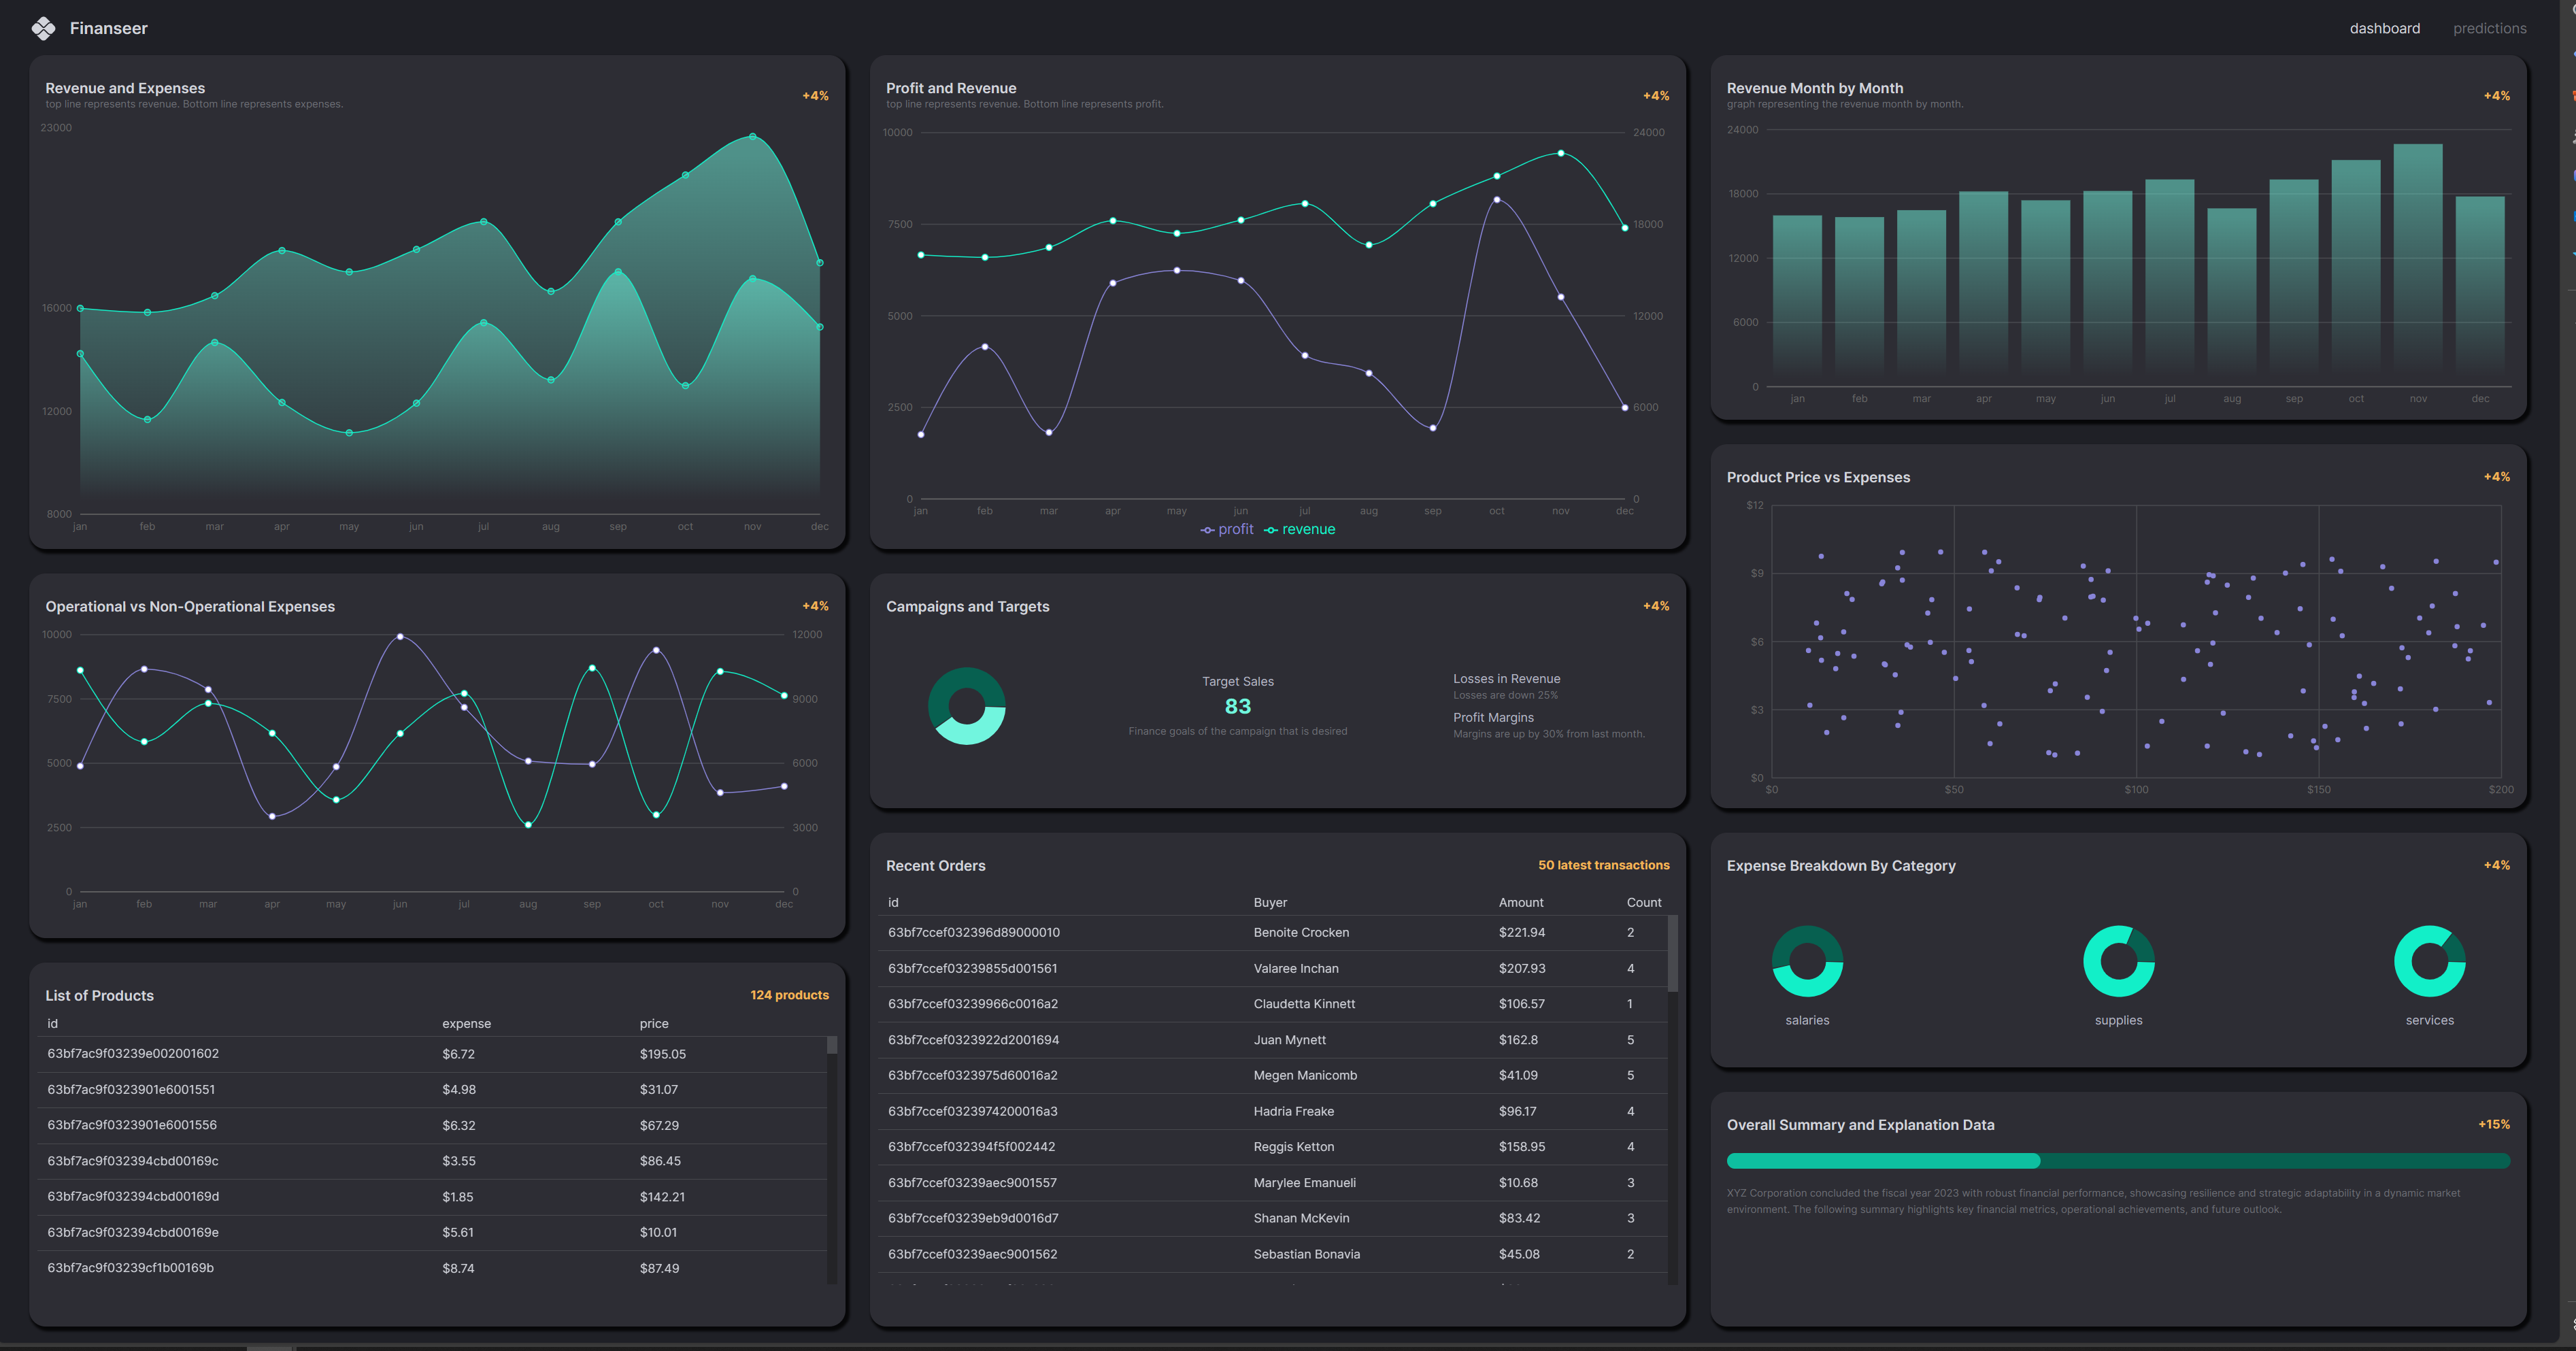 Finanseer
dashboard predictions
Revenue and Expenses
top line represents revenue. Bottom line represents expenses.
+4%
23000
16000
12000
8000
jan feb mar apr may jun jul aug sep oct nov dec
Profit and Revenue
top line represents revenue. Bottom line represents profit.
+4%
10000 24000
7500 18000
5000 12000
2500 6000
0 0
jan feb mar apr may jun jul aug sep oct nov dec
profit revenue
Revenue Month by Month
graph representing the revenue month by month.
+4%
24000
18000
12000
6000
0
jan feb mar apr may jun jul aug sep oct nov dec
Operational vs Non-Operational Expenses
+4%
10000 12000
7500 9000
5000 6000
2500 3000
0 0
jan feb mar apr may jun jul aug sep oct nov dec
Campaigns and Targets
+4%
Target Sales
83
Finance goals of the campaign that is desired
Losses in Revenue
Losses are down 25%
Profit Margins
Margins are up by 30% from last month.
Product Price vs Expenses
+4%
$12
$9
$6
$3
$0
$0 $50 $100 $150 $200
List of Products
124 products
id expense price
63bf7ac9f03239e002001602 $6.72 $195.05
63bf7ac9f0323901e6001551 $4.98 $31.07
63bf7ac9f0323901e6001556 $6.32 $67.29
63bf7ac9f032394cbd00169c $3.55 $86.45
63bf7ac9f032394cbd00169d $1.85 $142.21
63bf7ac9f032394cbd00169e $5.61 $10.01
63bf7ac9f03239cf1b00169b $8.74 $87.49
Recent Orders
50 latest transactions
id Buyer Amount Count
63bf7ccef032396d89000010 Benoite Crocken $221.94 2
63bf7ccef03239855d001561 Valaree Inchan $207.93 4
63bf7ccef03239966c0016a2 Claudetta Kinnett $106.57 1
63bf7ccef0323922d2001694 Juan Mynett $162.8 5
63bf7ccef0323975d60016a2 Megen Manicomb $41.09 5
63bf7ccef0323974200016a3 Hadria Freake $96.17 4
63bf7ccef032394f5f002442 Reggis Ketton $158.95 4
63bf7ccef03239aec9001557 Marylee Emanueli $10.68 3
63bf7ccef03239eb9d0016d7 Shanan McKevin $83.42 3
63bf7ccef03239aec9001562 Sebastian Bonavia $45.08 2
Expense Breakdown By Category
+4%
salaries supplies services
Overall Summary and Explanation Data
+15%
XYZ Corporation concluded the fiscal year 2023 with robust financial performance, showcasing resilience and strategic adaptability in a dynamic market
environment. The following summary highlights key financial metrics, operational achievements, and future outlook.